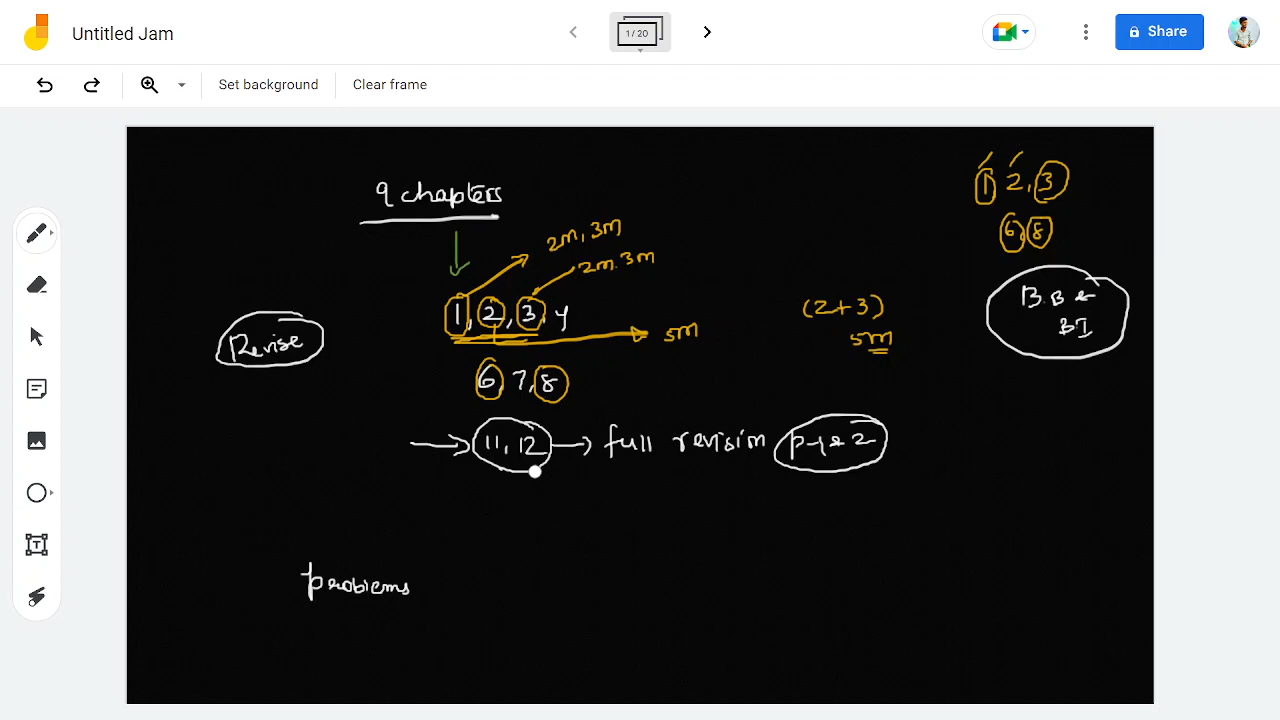 Untitled Jam
1/20
Share
Set background
Clear frame
9 chapters
2m, 3m
2m. 3m
1, 2, 3, 4
5m
6, 7, 8
Revise
(2+3)
5m
1 2, 3
6, 8
B.B &
BI
11, 12
full revision
problems